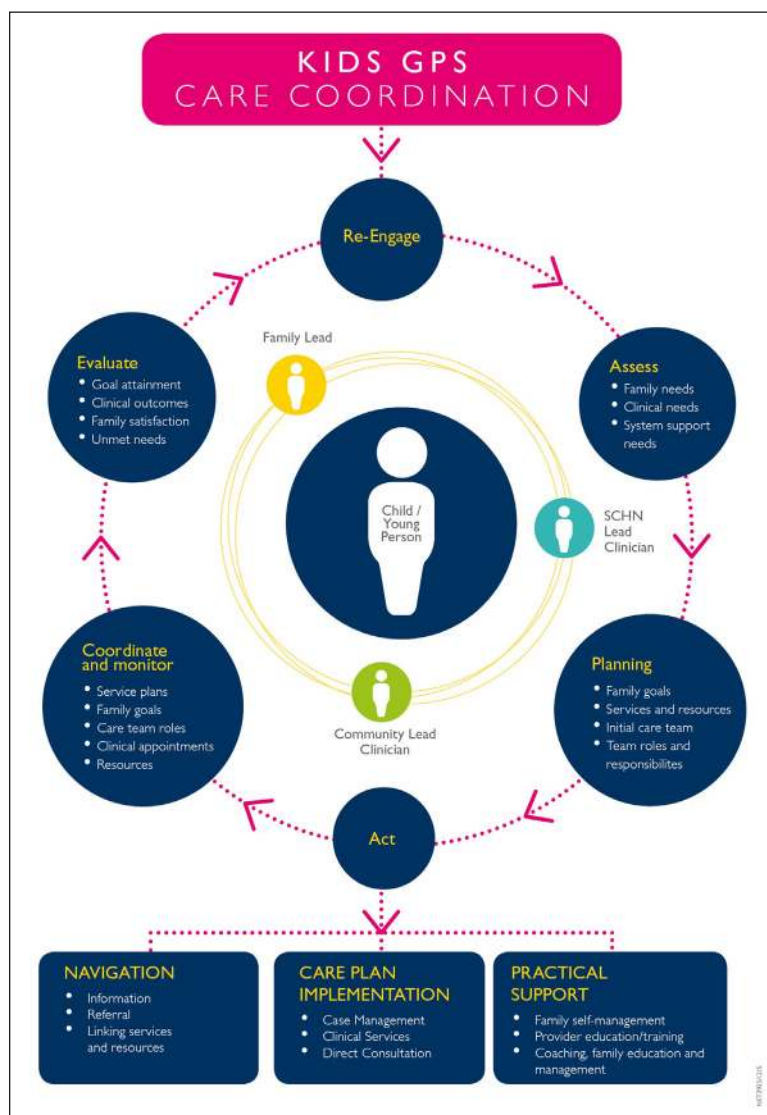 KIDS GPS
CARE COORDINATION
Re-Engage
Family Lead
Evaluate
• Goal attainment
• Clinical outcomes
• Family satisfaction
• Unmet needs
Assess
• Family needs
• Clinical needs
• System support
needs
Child /
Young
Person
SCHN
Lead
Clinician
Coordinate
and monitor
• Service plans
• Family goals
• Care team roles
• Clinical appointments
• Resources
Planning
• Family goals
• Services and resources
• Initial care team
• Team roles and
responsibilites
Community Lead
Clinician
Act
NAVIGATION
• Information
• Referral
• Linking services
and resources
CARE PLAN
IMPLEMENTATION
• Case Management
• Clinical Services
• Direct Consultation
PRACTICAL
SUPPORT
• Family self-management
• Provider education/training
• Coaching, family education and
management